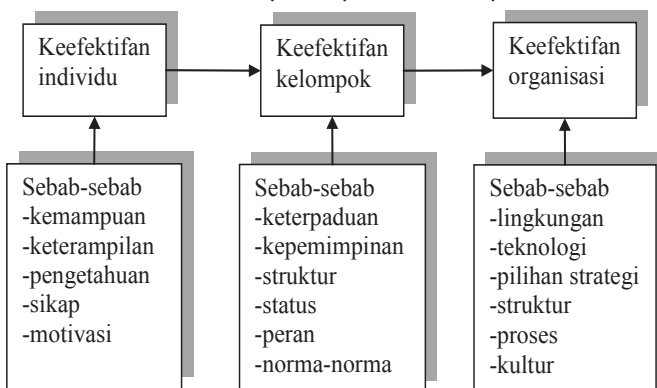 Keefektifan
individu
Keefektifan
kelompok
Keefektifan
organisasi
Sebab-sebab
-kemampuan
-keterampilan
-pengetahuan
-sikap
-motivasi
Sebab-sebab
-keterpaduan
-kepemimpinan
-struktur
-status
-peran
-norma-norma
Sebab-sebab
-lingkungan
-teknologi
-pilihan strategi
-struktur
-proses
-kultur